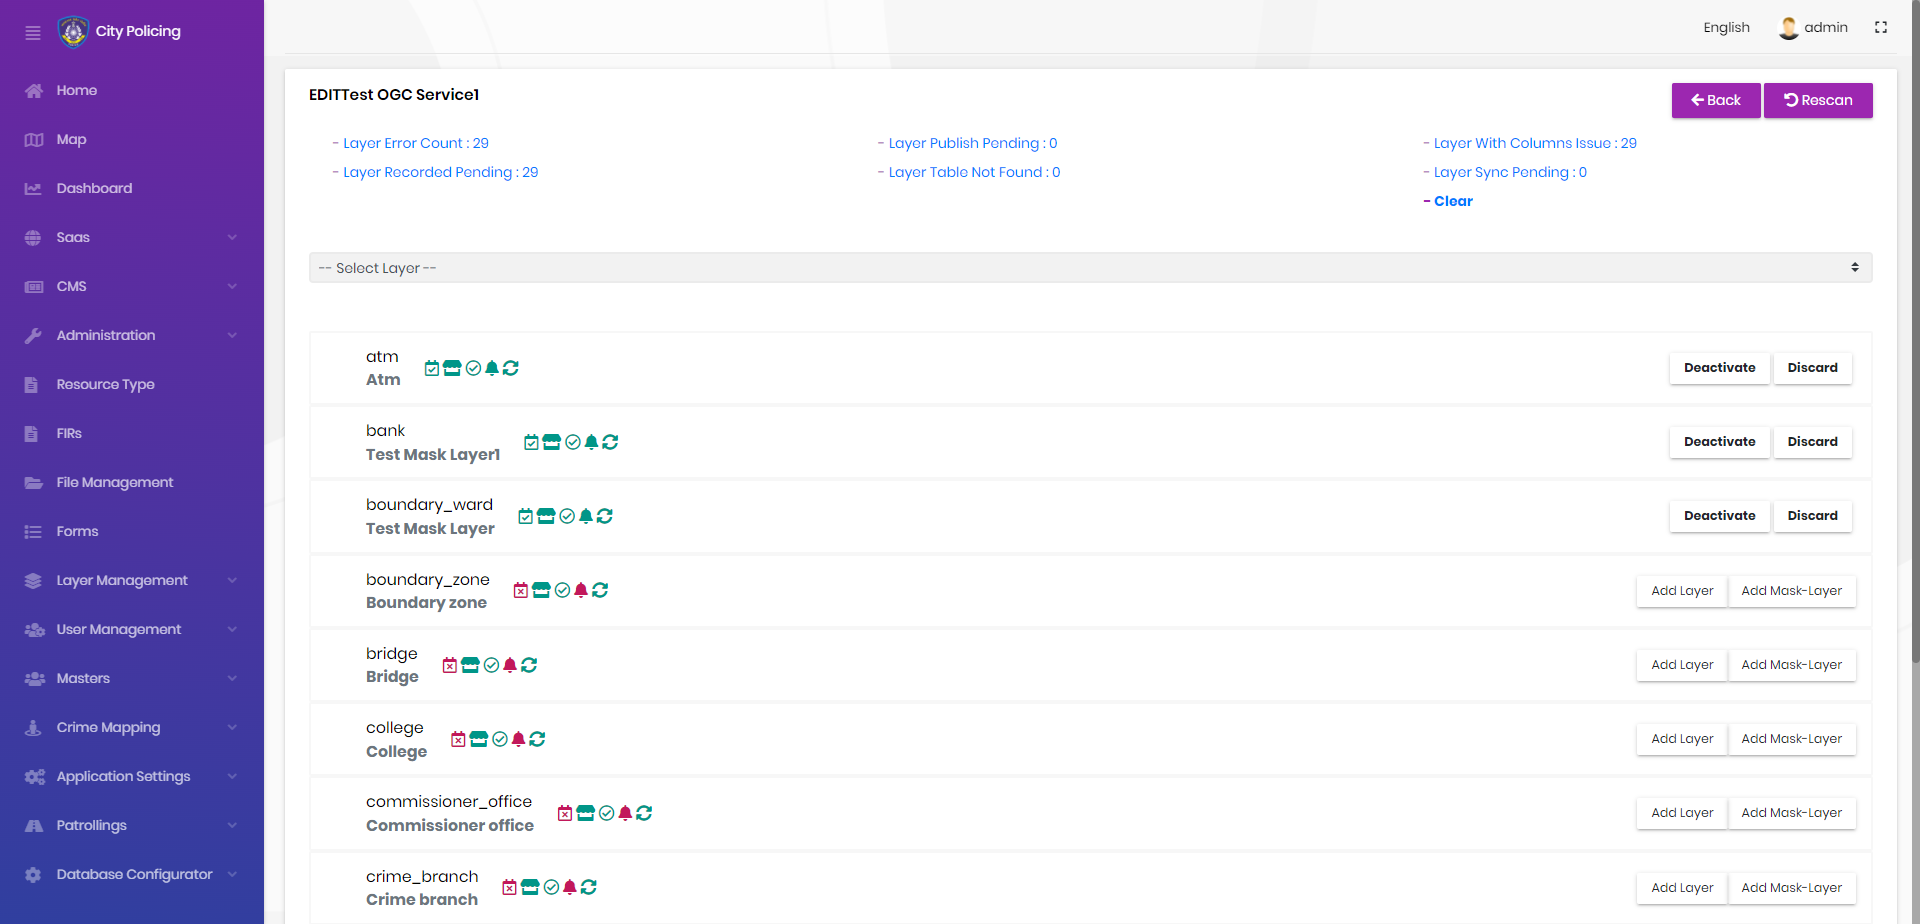 City Policing
Home
Map
Dashboard
Saas
CMS
Administration
Resource Type
FIRs
File Management
Forms
Layer Management
User Management
Masters
Crime Mapping
Application Settings
Patrollings
Database Configurator
English
admin
EDITTest OGC Service1
Back
Rescan
- Layer Error Count : 29
- Layer Publish Pending : 0
- Layer With Columns Issue : 29
- Layer Recorded Pending : 29
- Layer Table Not Found : 0
- Layer Sync Pending : 0
- Clear
-- Select Layer --
atm
Atm
Deactivate
Discard
bank
Test Mask Layer1
Deactivate
Discard
boundary_ward
Test Mask Layer
Deactivate
Discard
boundary_zone
Boundary zone
Add Layer
Add Mask-Layer
bridge
Bridge
Add Layer
Add Mask-Layer
college
College
Add Layer
Add Mask-Layer
commissioner_office
Commissioner office
Add Layer
Add Mask-Layer
crime_branch
Crime branch
Add Layer
Add Mask-Layer